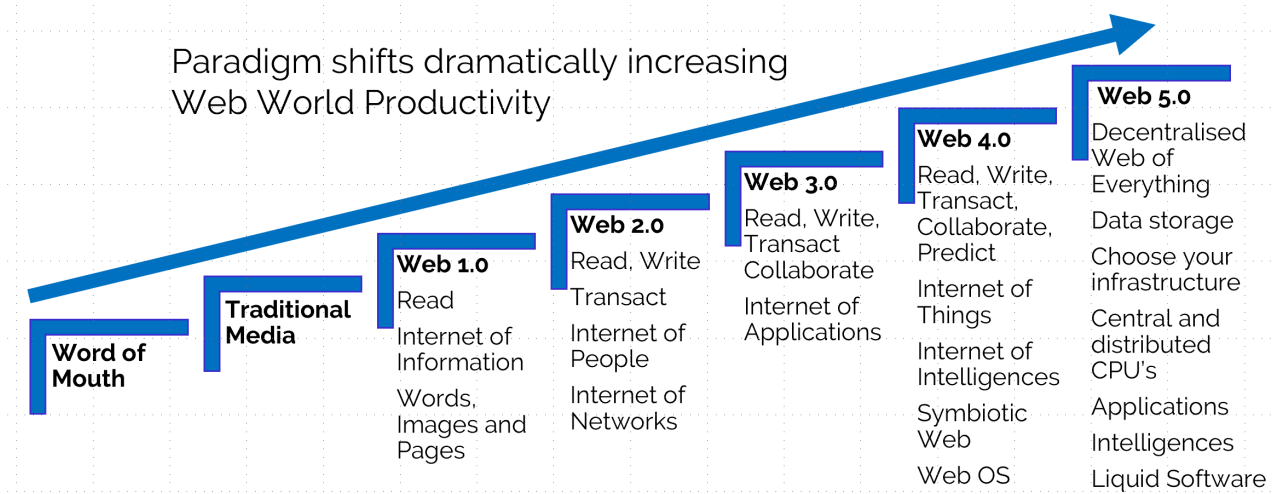 Paradigm shifts dramatically increasing
Web World Productivity
Word of
Mouth
Traditional
Media
Web 1.0
Read
Internet of
Information
Words,
Images and
Pages
Web 2.0
Read, Write
Transact
Internet of
People
Internet of
Networks
Web 3.0
Read, Write,
Transact
Collaborate
Internet of
Applications
Web 4.0
Read, Write,
Transact,
Collaborate,
Predict
Internet of
Things
Internet of
Intelligences
Symbiotic
Web
Web OS
Web 5.0
Decentralised
Web of
Everything
Data storage
Choose your
infrastructure
Central and
distributed
CPU's
Applications
Intelligences
Liquid Software